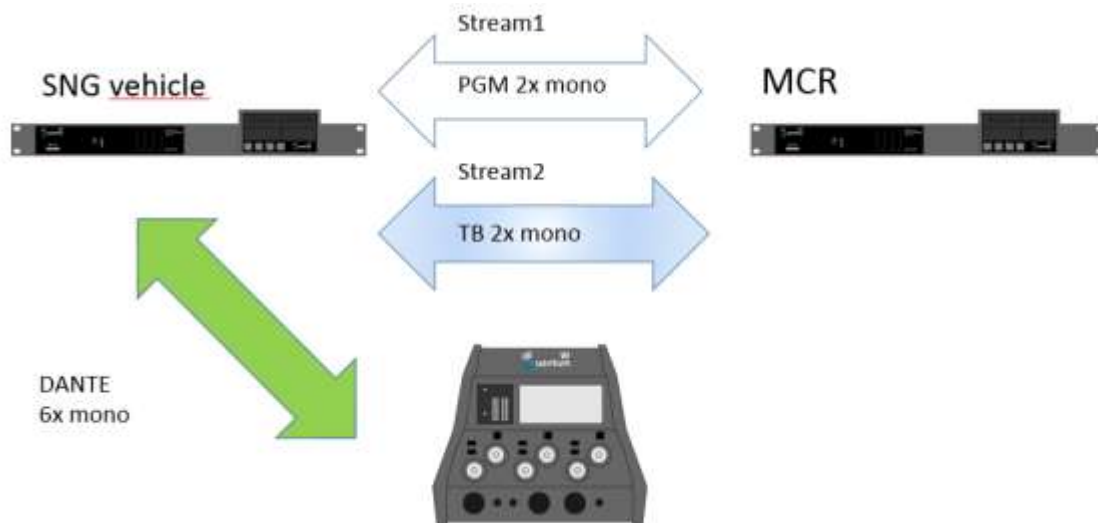 Stream1
SNG vehicle
PGM 2x mono
MCR
Stream2
TB 2x mono
DANTE
6x mono